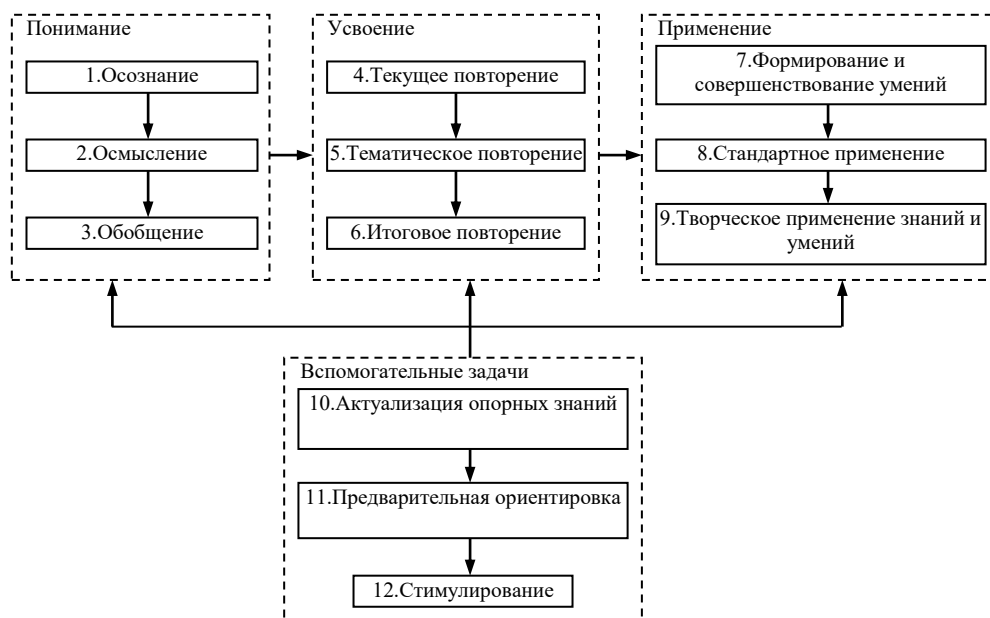 Понимание
1.Осознание
2.Осмысление
3.Обобщение
Усвоение
4.Текущее повторение
5.Тематическое повторение
6.Итоговое повторение
Применение
7.Формирование и
совершенствование умений
8.Стандартное применение
9.Творческое применение знаний и
умений
Вспомогательные задачи
10.Актуализация опорных знаний
11.Предварительная ориентировка
12.Стимулирование